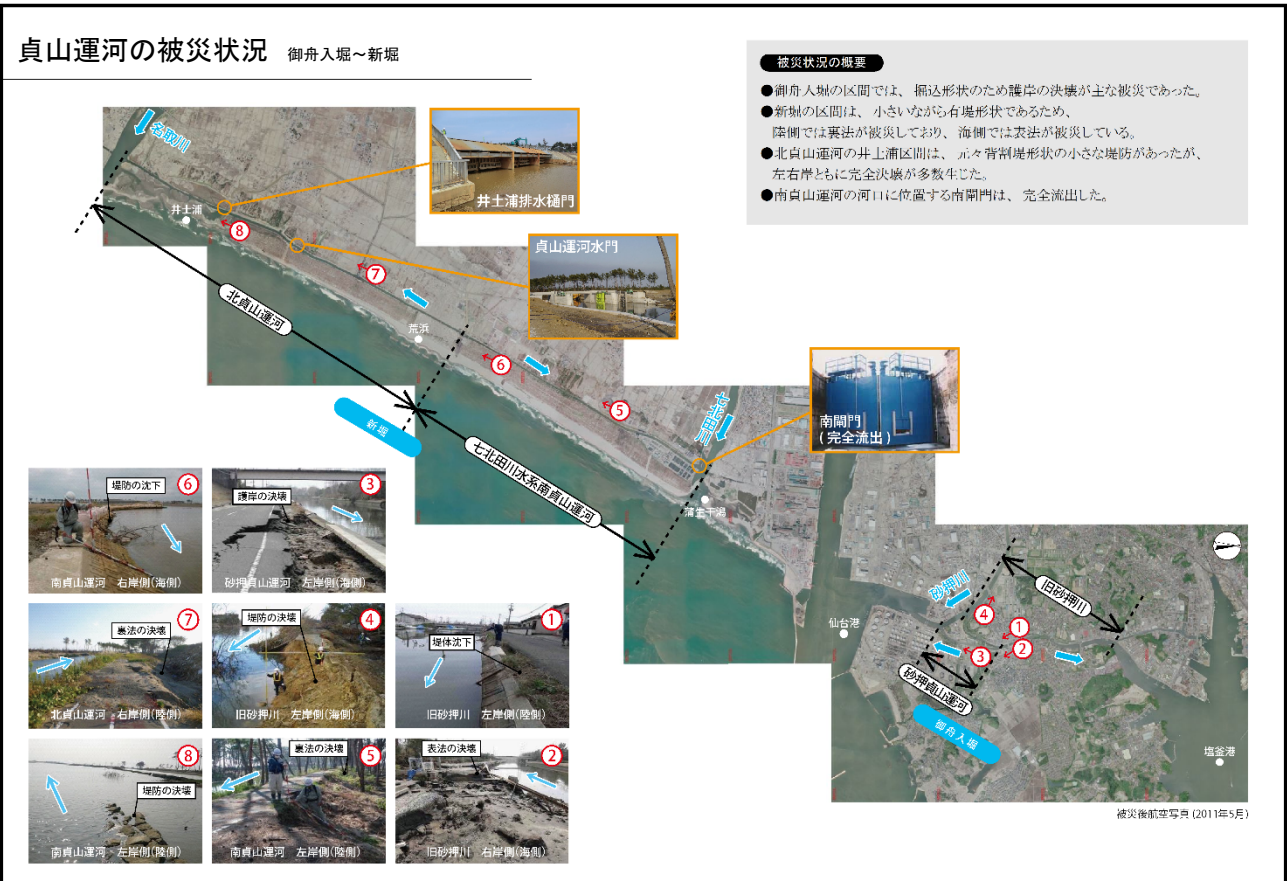 貞山運河の被災状況 御舟入堀～新堀
被災状況の概要
●御舟入堀の区間では、掘込形状のため護岸の決壊が主な被災であった。
●新堀の区間は、小さいながら有堤形状であるため、
陸側では裏法が被災しており、海側では表法が被災している。
●北貞山運河の井土浦区間は、元々背割堤形状の小さな堤防があったが、
左右岸ともに完全決壊が多数生じた。
●南貞山運河の河口に位置する南閘門は、完全流出した。
名取川
井土浦
井土浦排水樋門
⑧
貞山運河水門
⑦
北貞山運河
荒浜
⑥
⑤
新堀
七北田川
南閘門
(完全流出)
七北田川水系南貞山運河
蒲生干潟
仙台港
砂押川
旧砂押川
④
①
②
③
砂押貞山運河
御舟入堀
塩釜港
⑥
堤防の沈下
南貞山運河 右岸側(海側)
③
護岸の決壊
砂押貞山運河 左岸側(海側)
⑦
裏法の決壊
北貞山運河 右岸側(陸側)
④
堤防の決壊
旧砂押川 左岸側(海側)
①
堤体沈下
旧砂押川 左岸側(陸側)
⑧
堤防の決壊
南貞山運河 左岸側(陸側)
⑤
裏法の決壊
南貞山運河 左岸側(陸側)
②
表法の決壊
旧砂押川 右岸側(海側)
被災後航空写真(2011年5月)